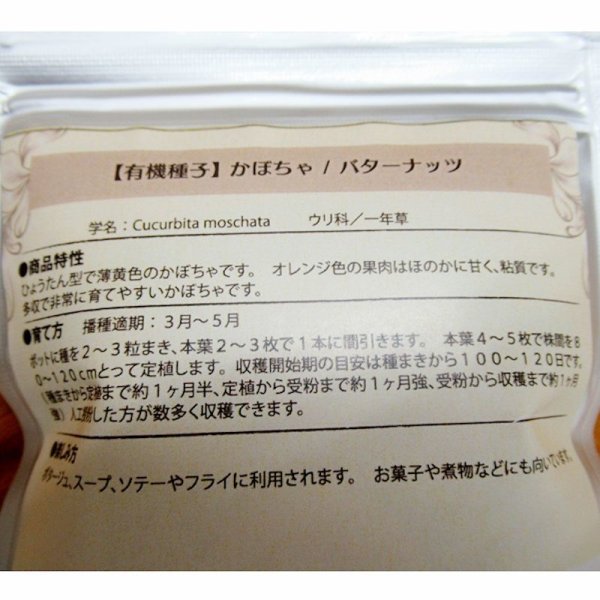 【有機種子】かぼちゃ / バターナッツ
学名：Cucurbita moschata ウリ科／一年草
●商品特性
ひょうたん型で薄黄色のかぼちゃです。 オレンジ色の果肉はほのかに甘く、粘質です。
多収で非常に育てやすいかぼちゃです。
●育て方 播種適期：３月～５月
ポットに種を２～３粒まき、本葉２～３枚で１本に間引きます。 本葉４～５枚で株間を８
０～120cmとって定植します。収穫開始期の目安は種まきから１００～１２０日です。
（種まきから定植まで約１ヶ月半、定植から受粉まで約１ヶ月強、受粉から収穫まで約１ヶ月
弾）人工授粉した方が数多く収穫できます。
●楽しみ方
ポタージュ、スープ、ソテーやフライに利用されます。 お菓子や煮物などにも向いています。